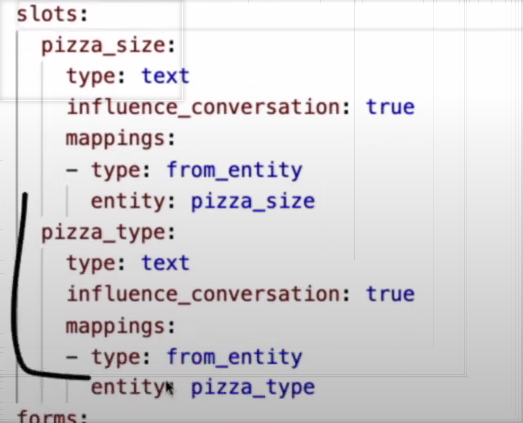 slots:
  pizza_size:
    type: text
    influence_conversation: true
    mappings:
    - type: from_entity
      entity: pizza_size
  pizza_type:
    type: text
    influence_conversation: true
    mappings:
    - type: from_entity
      entity: pizza_type
forms: